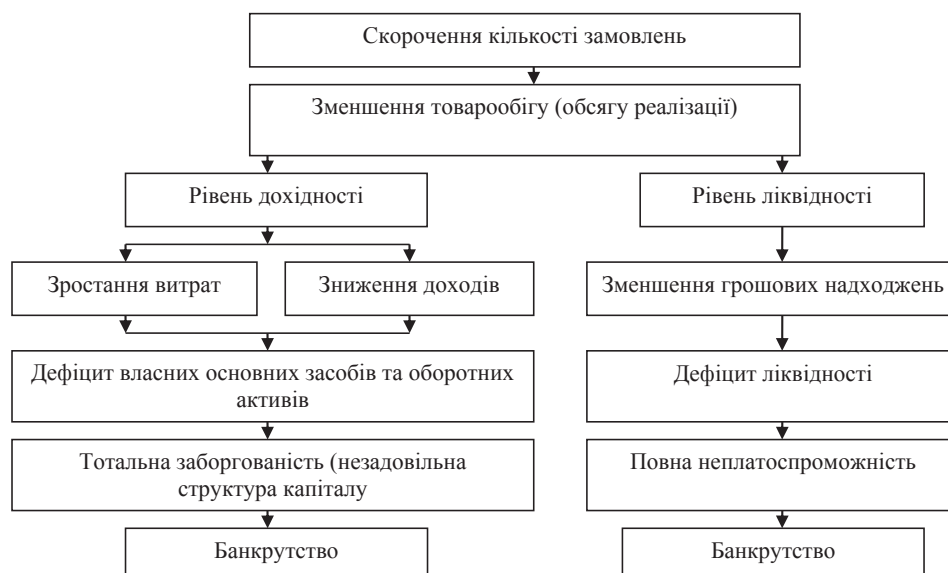 Скорочення кількості замовлень
Зменшення товарообігу (обсягу реалізації)
Рівень дохідності
Рівень ліквідності
Зростання витрат
Зниження доходів
Зменшення грошових надходжень
Дефіцит власних основних засобів та оборотних
активів
Дефіцит ліквідності
Тотальна заборгованість (незадовільна
структура капіталу
Повна неплатоспроможність
Банкрутство
Банкрутство